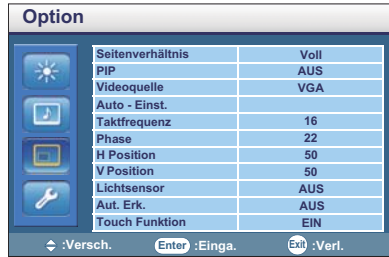 Option
Seitenverhältnis Voll
PIP AUS
Videoquelle VGA
Auto - Einst.
Taktfrequenz 16
Phase 22
H Position 50
V Position 50
Lichtsensor AUS
Aut. Erk. AUS
Touch Funktion EIN
:Versch. Enter :Einga. Exit :Verl.